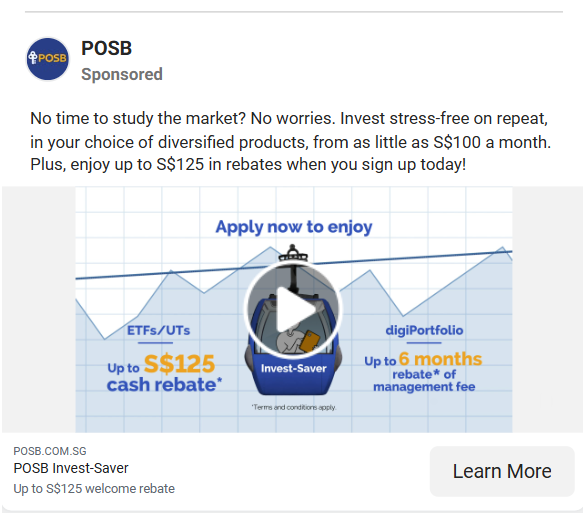 POSB
POSB
Sponsored
No time to study the market? No worries. Invest stress-free on repeat,
in your choice of diversified products, from as little as S$100 a month.
Plus, enjoy up to S$125 in rebates when you sign up today!
Apply now to enjoy
ETFs/UTs
Up to S$125
cash rebate*
Invest-Saver
digiPortfolio
Up to 6 months
rebate* of
management fee
*Terms and conditions apply.
POSB.COM.SG
POSB Invest-Saver
Up to S$125 welcome rebate
Learn More